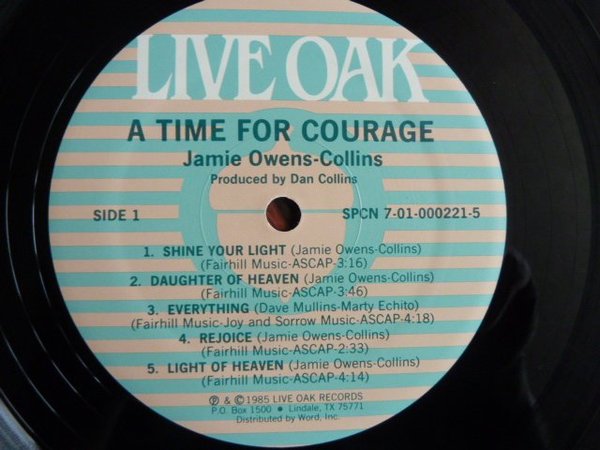 LIVE OAK
A TIME FOR COURAGE
Jamie Owens-Collins
Produced by Dan Collins
SIDE 1 SPCN 7-01-000221-5
1. SHINE YOUR LIGHT (Jamie Owens-Collins)
(Fairhill Music-ASCAP-3:16)
2. DAUGHTER OF HEAVEN (Jamie Owens-Collins)
(Fairhill Music-ASCAP-3:46)
3. EVERYTHING (Dave Mullins-Marty Echito)
(Fairhill Music-Joy and Sorrow Music-ASCAP-4:18)
4. REJOICE (Jamie Owens-Collins)
(Fairhill Music-ASCAP-2:33)
5. LIGHT OF HEAVEN (Jamie Owens-Collins)
(Fairhill Music-ASCAP-4:14)
℗ & ©1985 LIVE OAK RECORDS
P.O. Box 1500 • Lindale, TX 75771
Distributed by Word, Inc.